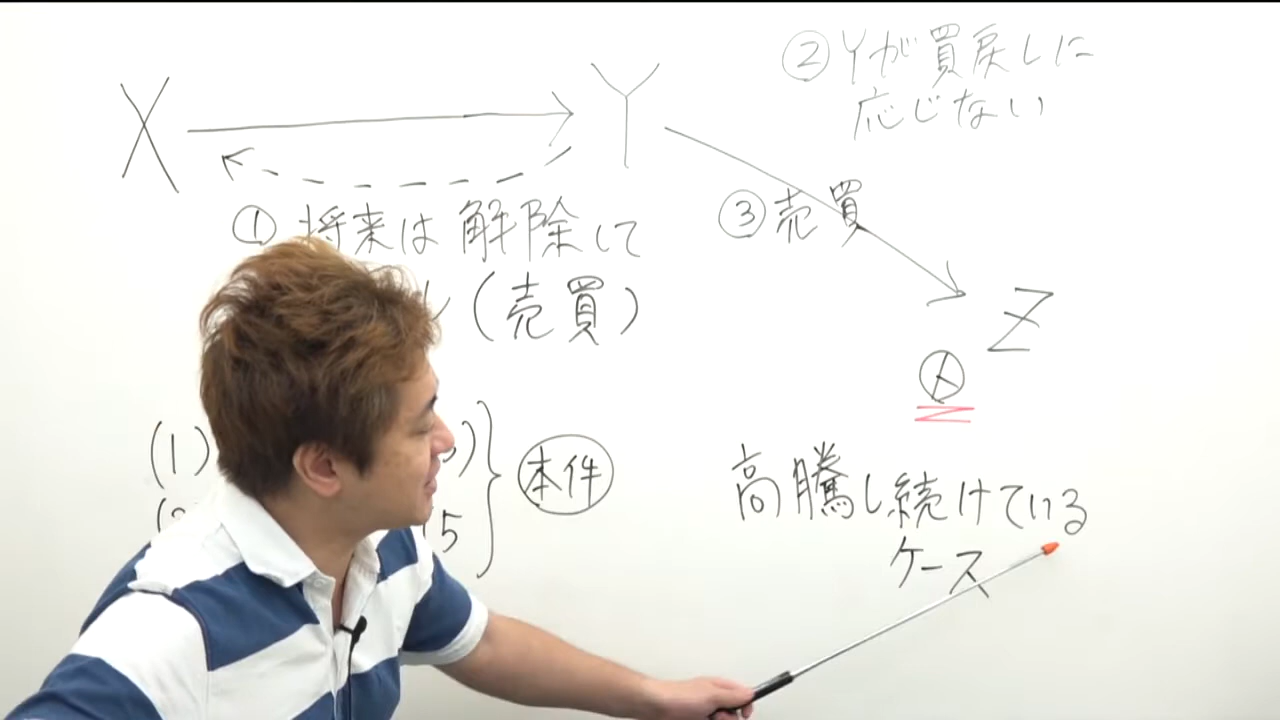 X
Y
②Yが買戻しに
応じない
①将来は解除して
(売買)
③売買
Z
(1)
本件
5
高騰し続けている
ケース